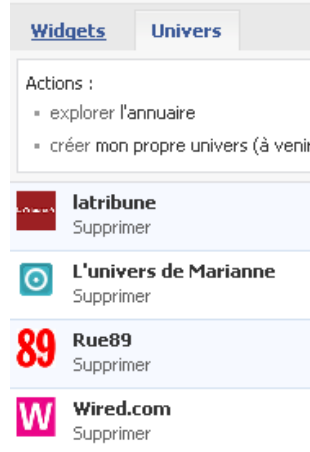 Widgets Univers
Actions :
explorer l'annuaire
créer mon propre univers (à venir
latribune
Supprimer
L'univers de Marianne
Supprimer
89 Rue89
Supprimer
W Wired.com
Supprimer